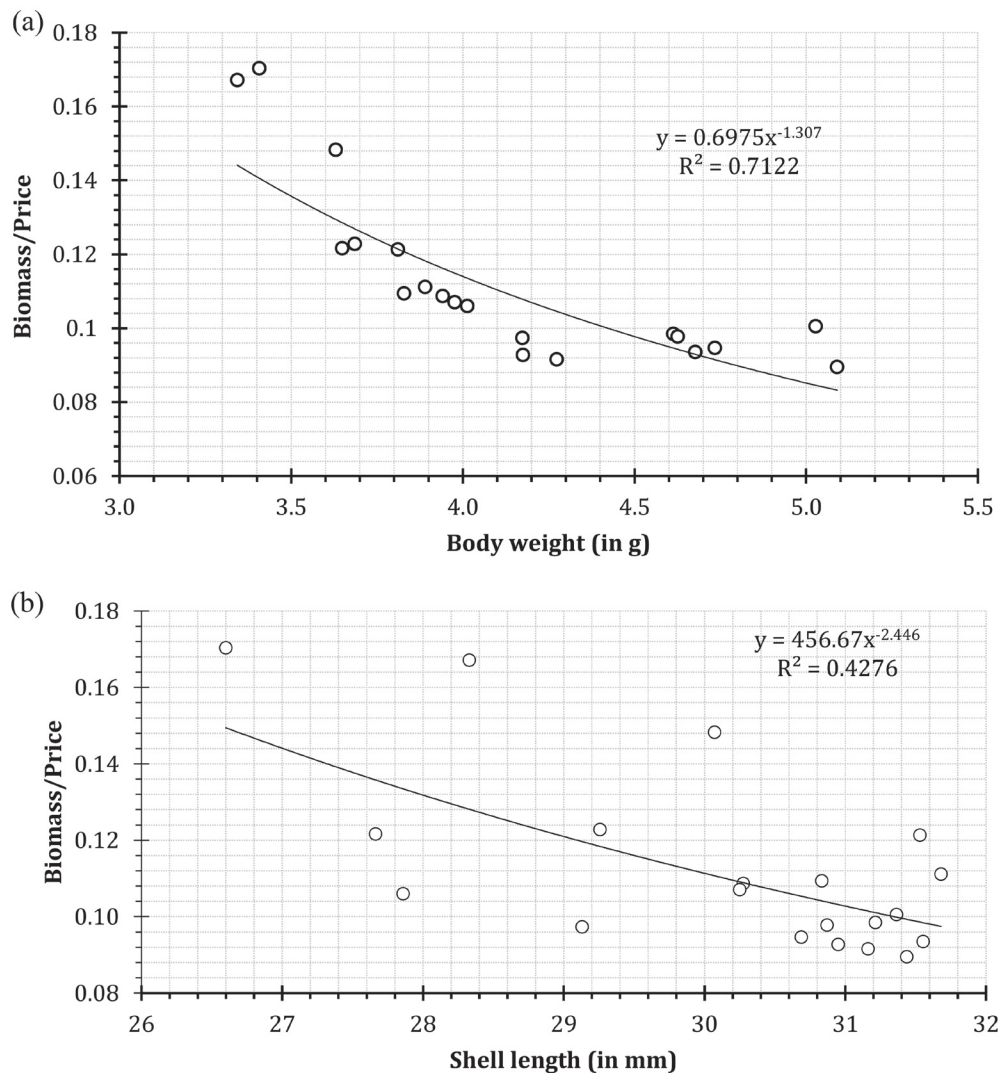 (a)
0.18
0.16
0.14
0.12
0.1
0.08
0.06
Biomass/Price
y = 0.6975x^-1.307
R² = 0.7122
3.0 3.5 4.0 4.5 5.0 5.5
Body weight (in g)
(b)
0.18
0.16
0.14
0.12
0.10
0.08
Biomass/Price
y = 456.67x^-2.446
R² = 0.4276
26 27 28 29 30 31 32
Shell length (in mm)